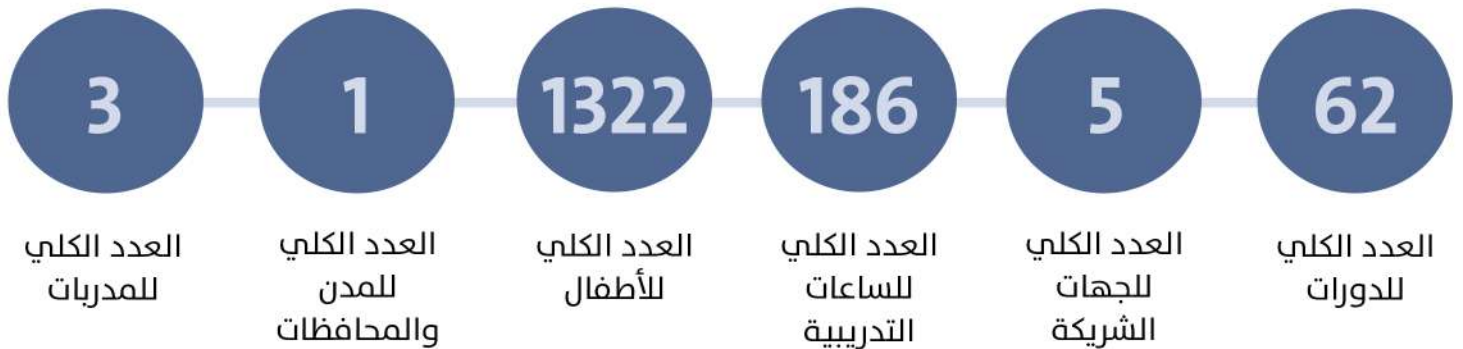 62
العدد الكلي
للدورات
5
العدد الكلي
للجهات
الشريكة
186
العدد الكلي
للساعات
التدريبية
1322
العدد الكلي
للأطفال
1
العدد الكلي
للمدن
والمحافظات
3
العدد الكلي
للمدربات